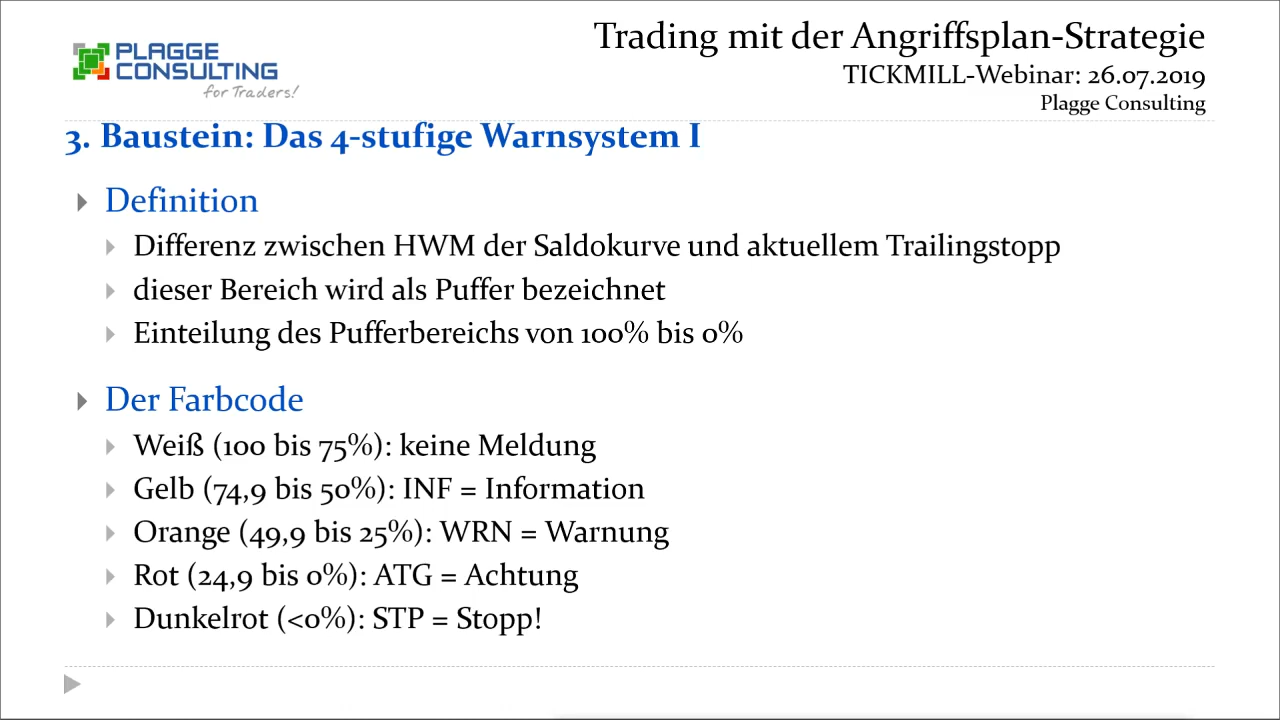 PLAGGE
CONSULTING
for Traders!
Trading mit der Angriffsplan-Strategie
TICKMILL-Webinar: 26.07.2019
Plagge Consulting
3. Baustein: Das 4-stufige Warnsystem I
Definition
Differenz zwischen HWM der Saldokurve und aktuellem Trailingstopp
dieser Bereich wird als Puffer bezeichnet
Einteilung des Pufferbereichs von 100% bis 0%
Der Farbcode
Weiß (100 bis 75%): keine Meldung
Gelb (74,9 bis 50%): INF = Information
Orange (49,9 bis 25%): WRN = Warnung
Rot (24,9 bis 0%): ATG = Achtung
Dunkelrot (<0%): STP = Stopp!